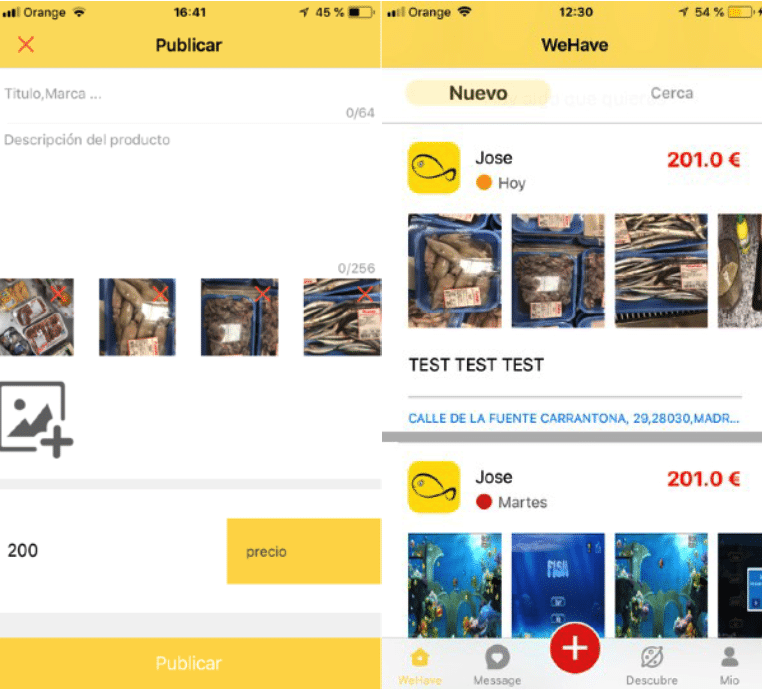 Orange 16:41 45 %
Publicar
Titulo,Marca ...
0/64
Descripción del producto
0/256
200
precio
Publicar
Orange 12:30 54 %
WeHave
Nuevo
Cerca
Jose
201.0 €
Hoy
TEST TEST TEST
CALLE DE LA FUENTE CARRANTONA, 29,28030,MADR...
Jose
201.0 €
Martes
FISH
WeHave
Message
Descubre
Mio